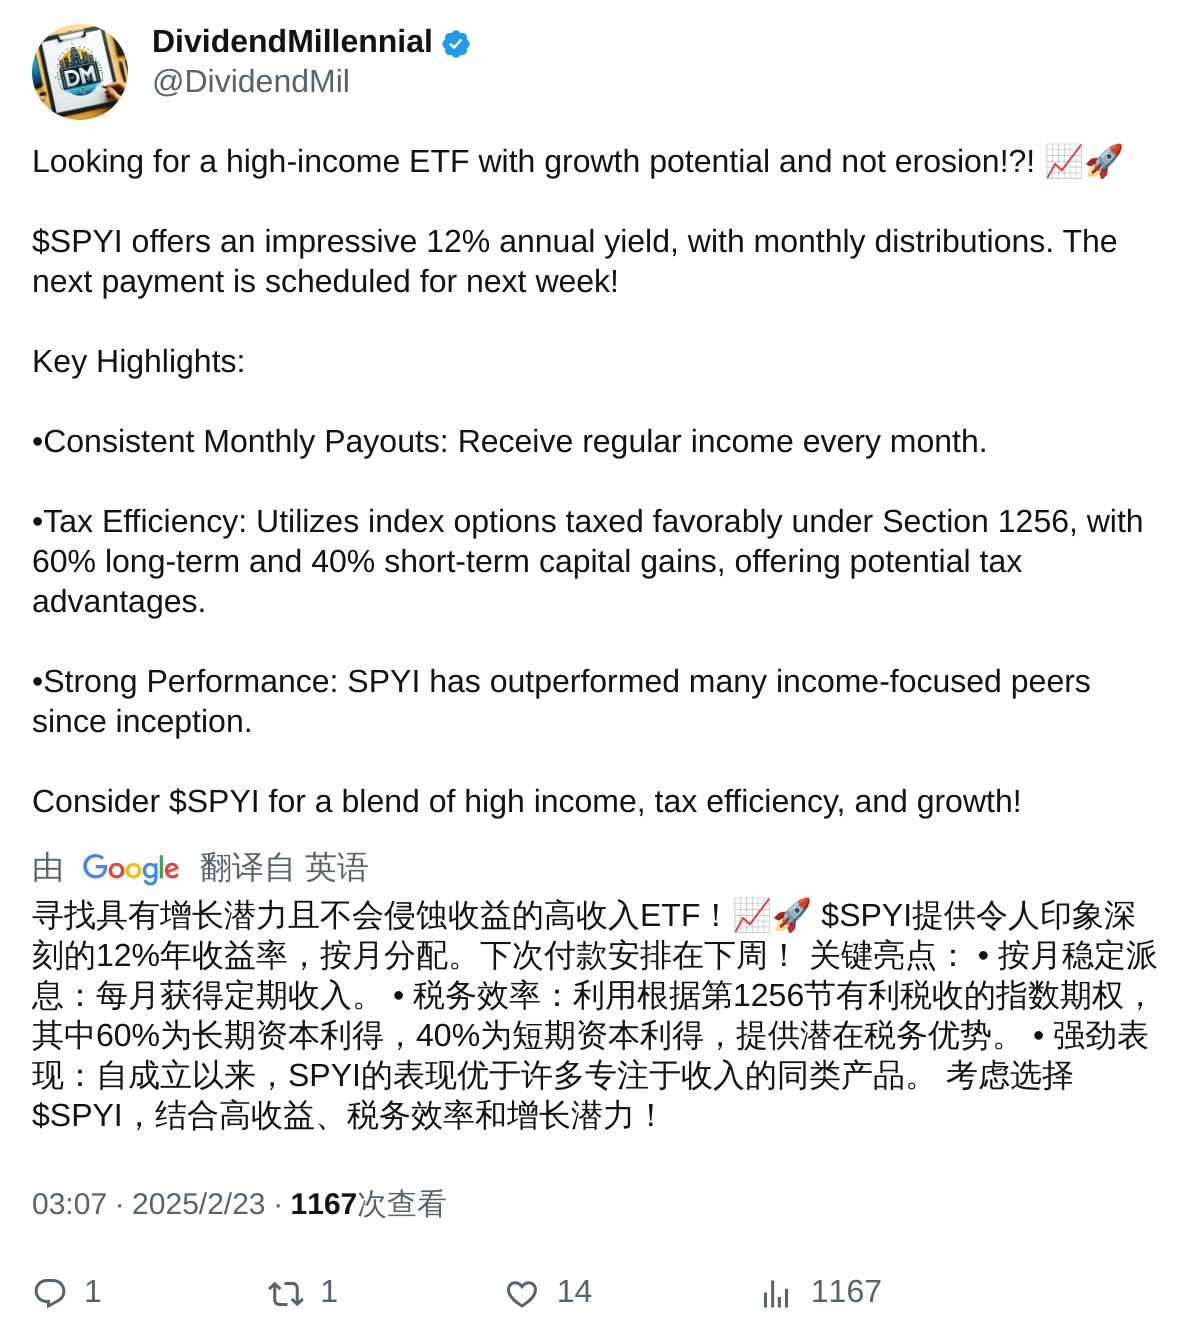 DM
DividendMillennial
@DividendMil
Looking for a high-income ETF with growth potential and not erosion!?! 📈🚀
$SPYI offers an impressive 12% annual yield, with monthly distributions. The
next payment is scheduled for next week!
Key Highlights:
•Consistent Monthly Payouts: Receive regular income every month.
•Tax Efficiency: Utilizes index options taxed favorably under Section 1256, with
60% long-term and 40% short-term capital gains, offering potential tax
advantages.
•Strong Performance: SPYI has outperformed many income-focused peers
since inception.
Consider $SPYI for a blend of high income, tax efficiency, and growth!
由 Google 翻译自 英语
寻找具有增长潜力且不会侵蚀收益的高收入ETF！📈🚀 $SPYI提供令人印象深
刻的12%年收益率，按月分配。下次付款安排在下周！ 关键亮点： • 按月稳定派
息：每月获得定期收入。 • 税务效率：利用根据第1256节有利税收的指数期权，
其中60%为长期资本利得，40%为短期资本利得，提供潜在税务优势。 • 强劲表
现：自成立以来，SPYI的表现优于许多专注于收入的同类产品。 考虑选择
$SPYI，结合高收益、税务效率和增长潜力！
03:07 · 2025/2/23 · 1167次查看
1 1 14 1167